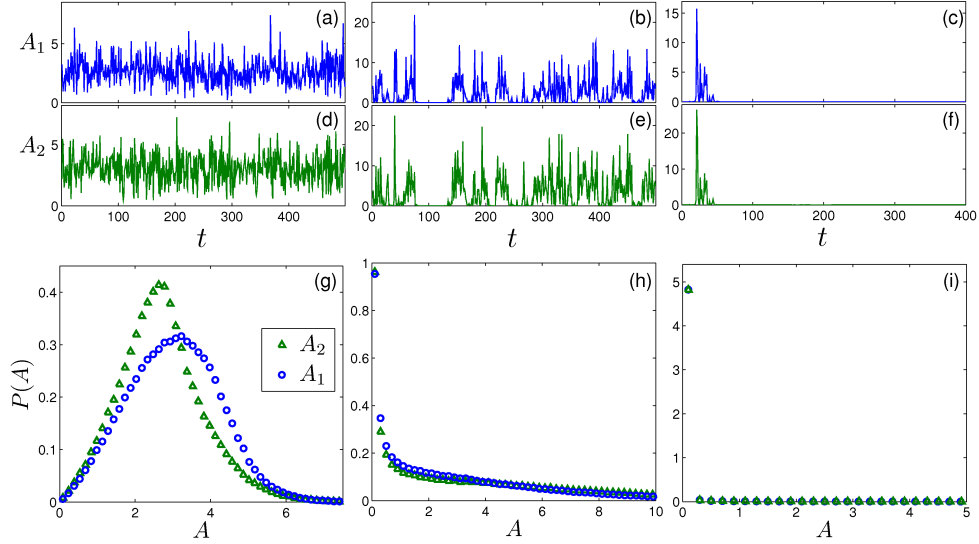 (a) (b) (c)
A₁ 5 0 20 10 0 15 10 5 0
(d) (e) (f)
A₂ 5 0 20 10 0 20 10 0
0 100 200 300 400 0 100 200 300 400 0 100 200 300 400
t t t
(g) (h) (i)
P(A) 0.4 0.3 0.2 0.1 0 1 0.8 0.6 0.4 0.2 0 5 4 3 2 1 0
A₂
A₁
0 2 4 6 0 2 4 6 8 10 0 1 2 3 4 5
A A A